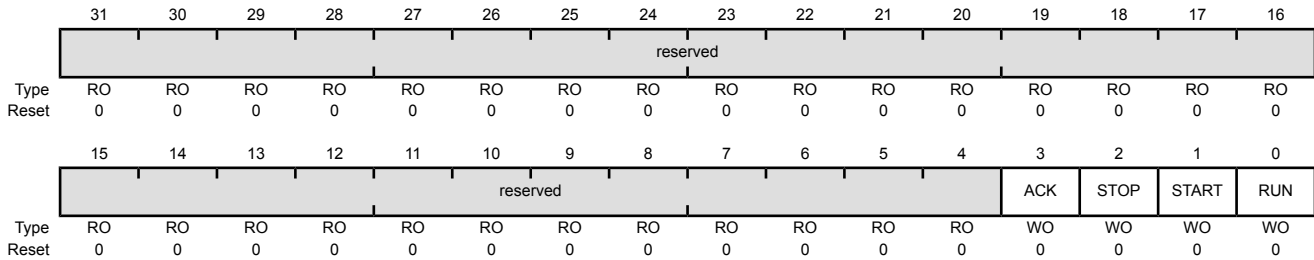 31 30 29 28 27 26 25 24 23 22 21 20 19 18 17 16
reserved
Type RO RO RO RO RO RO RO RO RO RO RO RO RO RO RO RO
Reset 0 0 0 0 0 0 0 0 0 0 0 0 0 0 0 0
15 14 13 12 11 10 9 8 7 6 5 4 3 2 1 0
reserved ACK STOP START RUN
Type RO RO RO RO RO RO RO RO RO RO RO RO WO WO WO WO
Reset 0 0 0 0 0 0 0 0 0 0 0 0 0 0 0 0